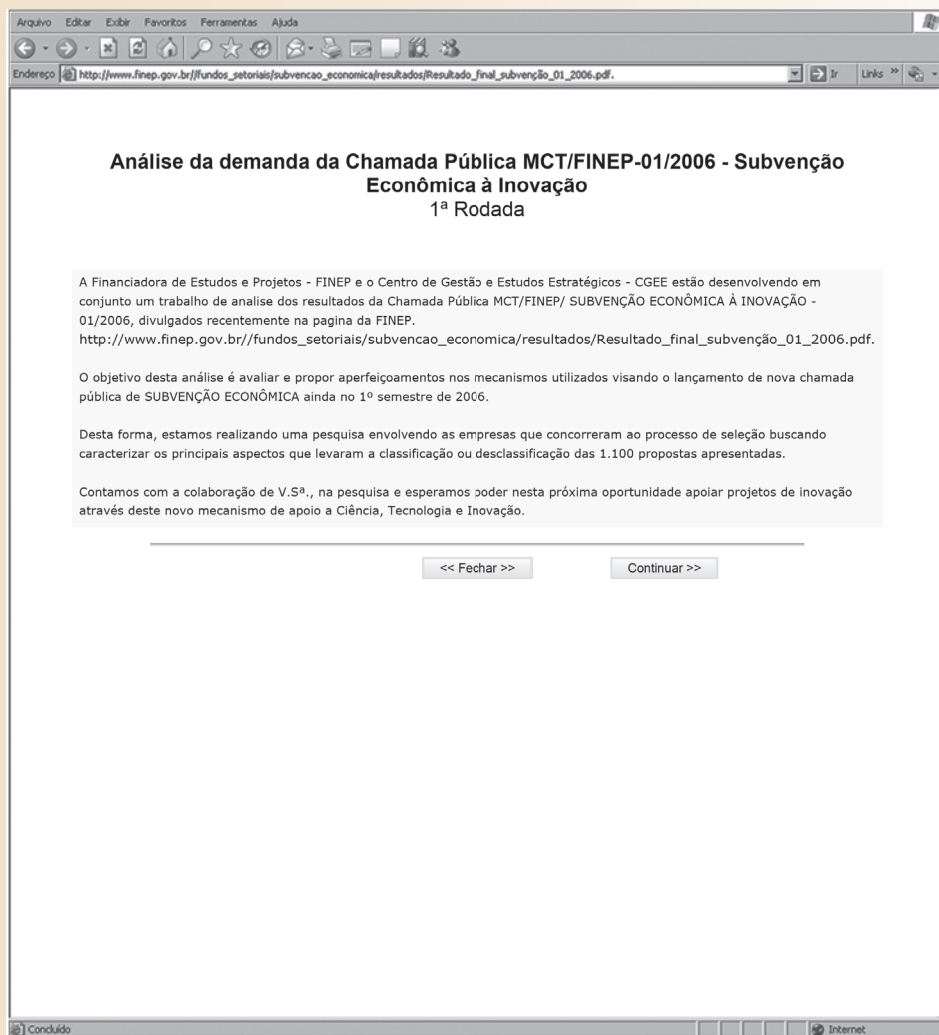 Arquivo Editar Exibir Favoritos Ferramentas Ajuda
Endereço http://www.finep.gov.br//fundos_setoriais/subvencao_economica/resultados/Resultado_final_subvenção_01_2006.pdf. Ir Links »
Análise da demanda da Chamada Pública MCT/FINEP-01/2006 - Subvenção
Econômica à Inovação
1ª Rodada
A Financiadora de Estudos e Projetos - FINEP e o Centro de Gestão e Estudos Estratégicos - CGEE estão desenvolvendo em
conjunto um trabalho de analise dos resultados da Chamada Pública MCT/FINEP/ SUBVENÇÃO ECONÔMICA À INOVAÇÃO -
01/2006, divulgados recentemente na pagina da FINEP.
http://www.finep.gov.br//fundos_setoriais/subvencao_economica/resultados/Resultado_final_subvenção_01_2006.pdf.
O objetivo desta análise é avaliar e propor aperfeiçoamentos nos mecanismos utilizados visando o lançamento de nova chamada
pública de SUBVENÇÃO ECONÔMICA ainda no 1º semestre de 2006.
Desta forma, estamos realizando uma pesquisa envolvendo as empresas que concorreram ao processo de seleção buscando
caracterizar os principais aspectos que levaram a classificação ou desclassificação das 1.100 propostas apresentadas.
Contamos com a colaboração de V.Sª., na pesquisa e esperamos poder nesta próxima oportunidade apoiar projetos de inovação
através deste novo mecanismo de apoio a Ciência, Tecnologia e Inovação.
<< Fechar >> Continuar >>
Concluído Internet